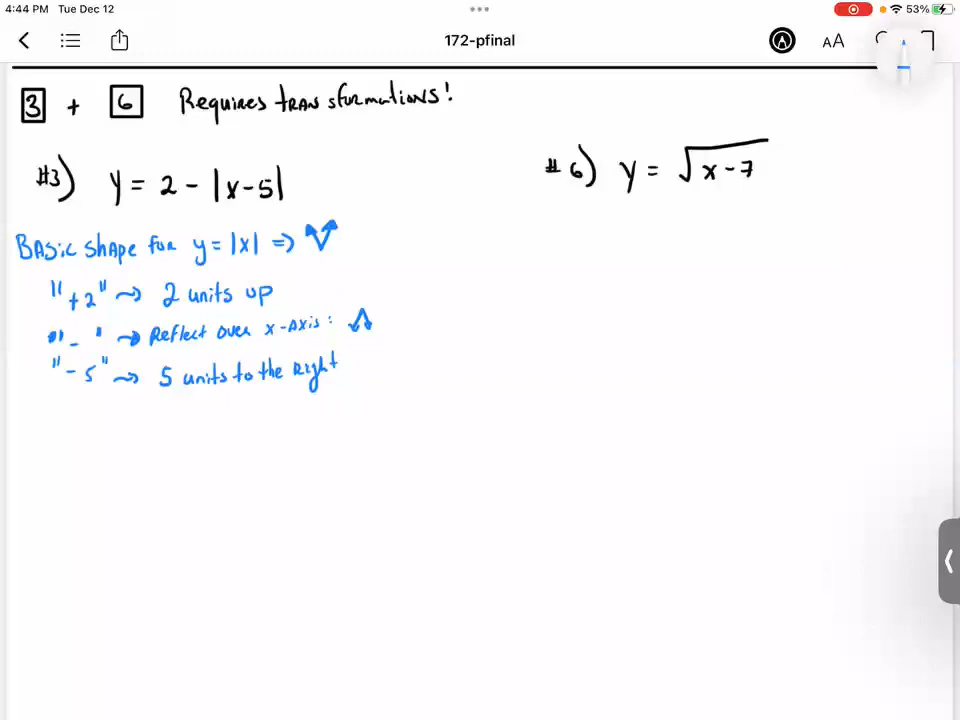 4:44 PM Tue Dec 12
53%
172-pfinal
AA
3 + 6 Requires transformations!
#3) y = 2 - |x-5|
#6) y = √x-7
Basic shape for y = |x| =>
"+2" → 2 units up
"-" → Reflect over x-axis:
"-5" → 5 units to the Right